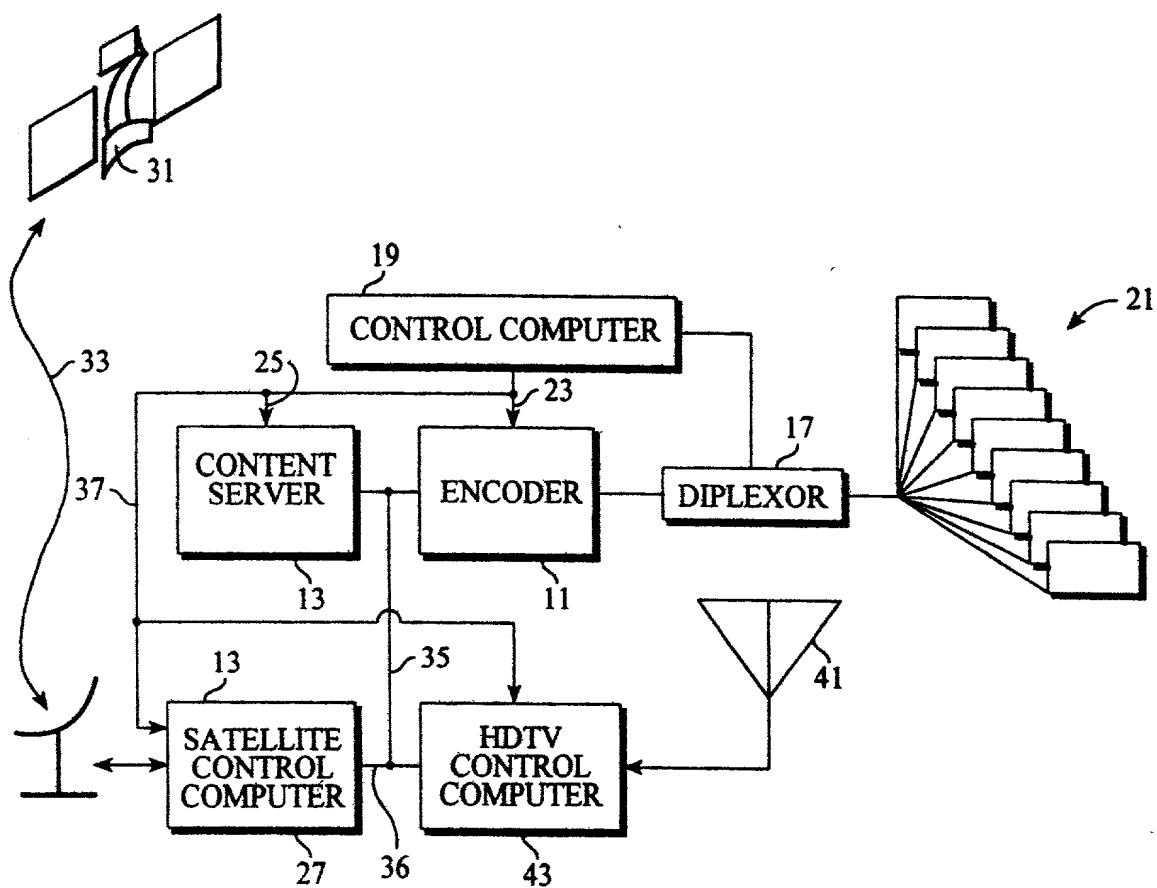 31
19
CONTROL COMPUTER
21
33
25
23
17
CONTENT
SERVER
ENCODER
DIPLEXOR
37
13
11
35
41
13
SATELLITE
CONTROL
COMPUTER
HDTV
CONTROL
COMPUTER
27
36
43